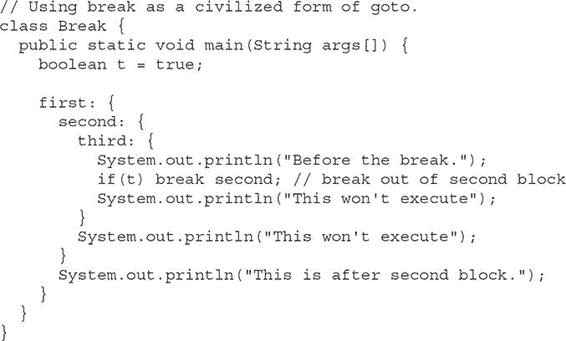 // Using break as a civilized form of goto.
class Break {
  public static void main(String args[]) {
    boolean t = true;

    first: {
      second: {
        third: {
          System.out.println("Before the break.");
          if(t) break second; // break out of second block
          System.out.println("This won't execute");
        }
        System.out.println("This won't execute");
      }
      System.out.println("This is after second block.");
    }
  }
}